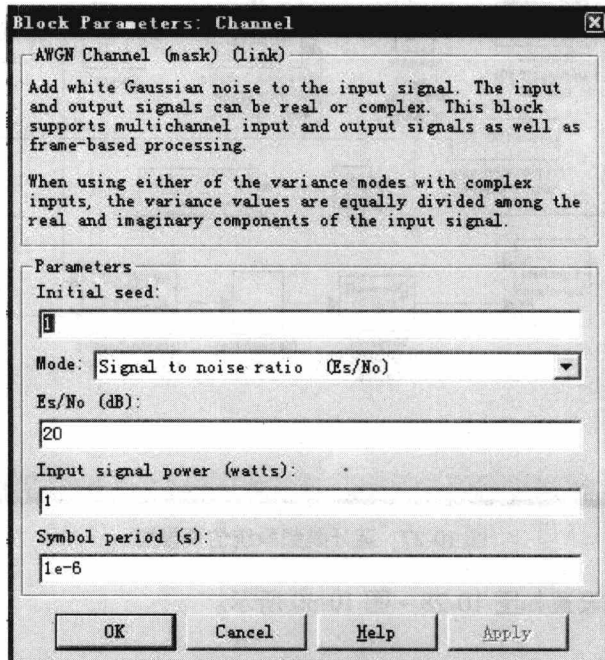 Block Parameters: Channel
AWGN Channel (mask) (link)
Add white Gaussian noise to the input signal. The input
and output signals can be real or complex. This block
supports multichannel input and output signals as well as
frame-based processing.
When using either of the variance modes with complex
inputs, the variance values are equally divided among the
real and imaginary components of the input signal.
Parameters
Initial seed:
1
Mode: Signal to noise ratio (Es/No)
Es/No (dB):
20
Input signal power (watts):
1
Symbol period (s):
1e-6
OK Cancel Help Apply